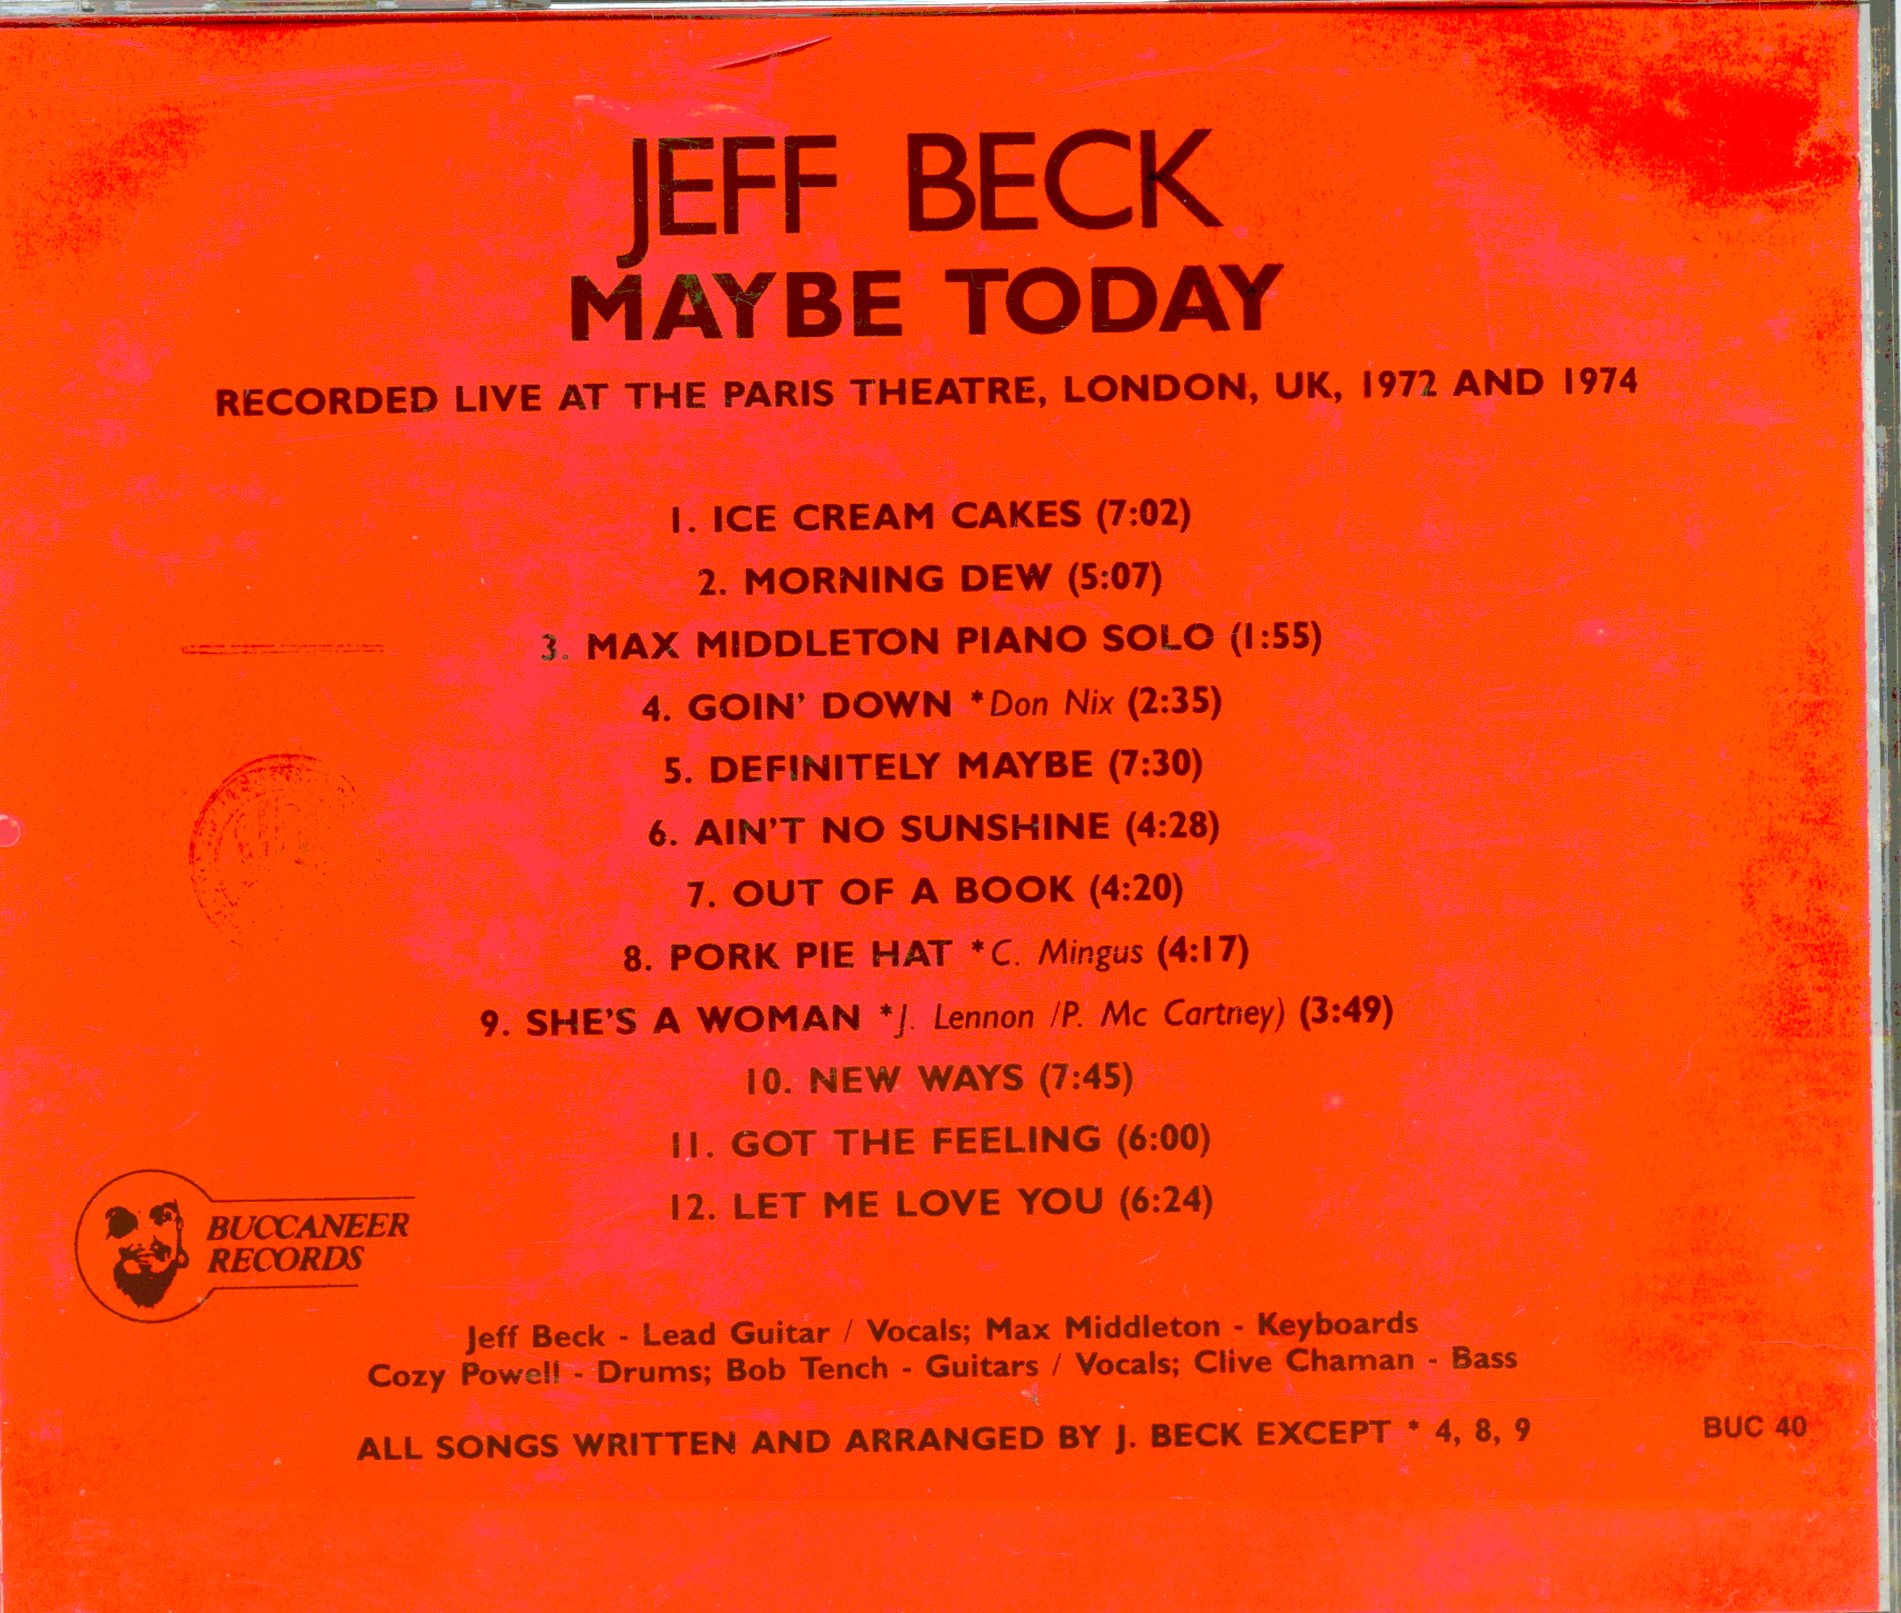 JEFF BECK
MAYBE TODAY
RECORDED LIVE AT THE PARIS THEATRE, LONDON, UK, 1972 AND 1974
1. ICE CREAM CAKES (7:02)
2. MORNING DEW (5:07)
3. MAX MIDDLETON PIANO SOLO (1:55)
4. GOIN' DOWN *Don Nix (2:35)
5. DEFINITELY MAYBE (7:30)
6. AIN'T NO SUNSHINE (4:28)
7. OUT OF A BOOK (4:20)
8. PORK PIE HAT *C. Mingus (4:17)
9. SHE'S A WOMAN *J. Lennon /P. Mc Cartney) (3:49)
10. NEW WAYS (7:45)
11. GOT THE FEELING (6:00)
12. LET ME LOVE YOU (6:24)
BUCCANEER
RECORDS
Jeff Beck - Lead Guitar / Vocals; Max Middleton - Keyboards
Cozy Powell - Drums; Bob Tench - Guitars / Vocals; Clive Chaman - Bass
ALL SONGS WRITTEN AND ARRANGED BY J. BECK EXCEPT * 4, 8, 9
BUC 40